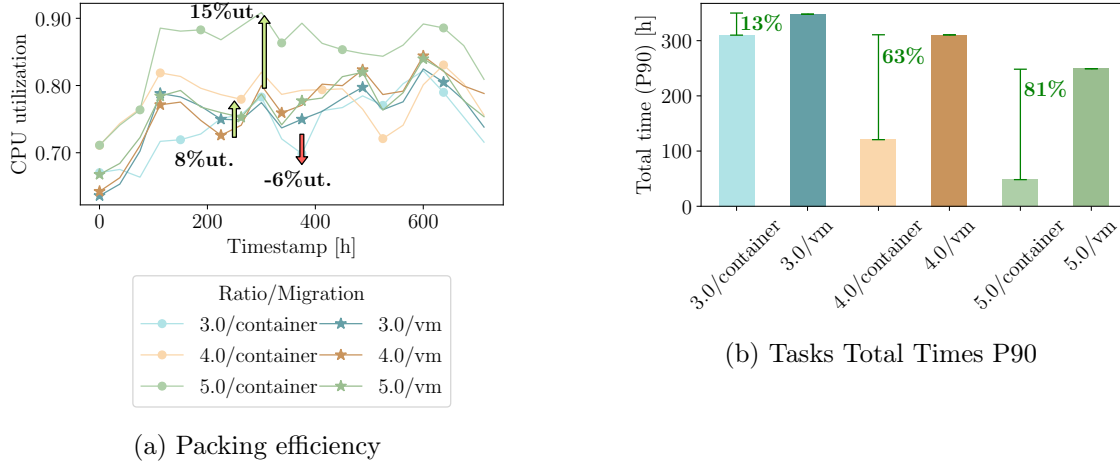 0.90
0.80
0.70
CPU utilization
15%ut.
8%ut.
-6%ut.
0 200 400 600
Timestamp [h]
Ratio/Migration
3.0/container 3.0/vm
4.0/container 4.0/vm
5.0/container 5.0/vm
(a) Packing efficiency
Total time (P90) [h]
300
200
100
0
13%
63%
81%
3.0/container
3.0/vm
4.0/container
4.0/vm
5.0/container
5.0/vm
(b) Tasks Total Times P90